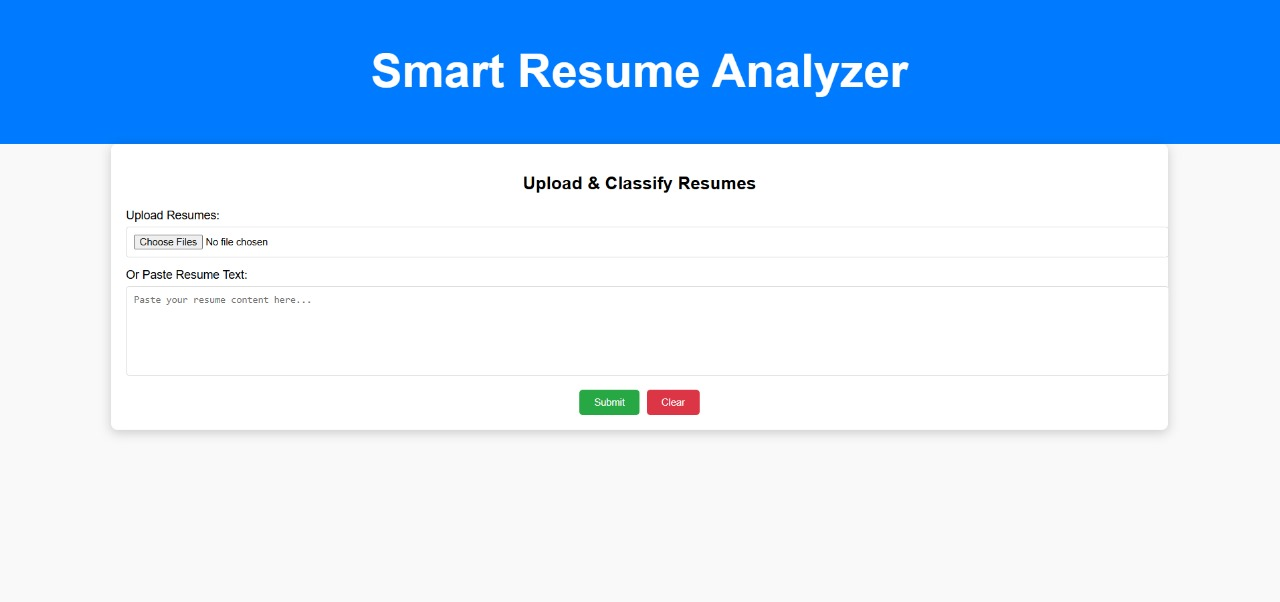 Smart Resume Analyzer
Upload & Classify Resumes
Upload Resumes:
Choose Files No file chosen
Or Paste Resume Text:
Paste your resume content here...
Submit Clear